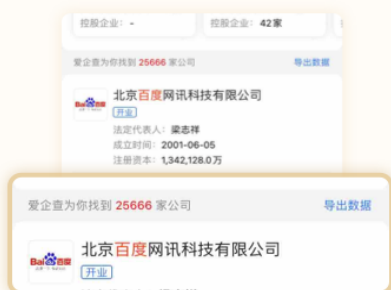 控股企业：-
控股企业：42家
爱企查为你找到 25666 家公司
导出数据
Bai百度
北京百度网讯科技有限公司
开业
法定代表人：梁志祥
成立时间：2001-06-05
注册资本：1,342,128.0万
爱企查为你找到 25666 家公司
导出数据
Bai百度
北京百度网讯科技有限公司
开业